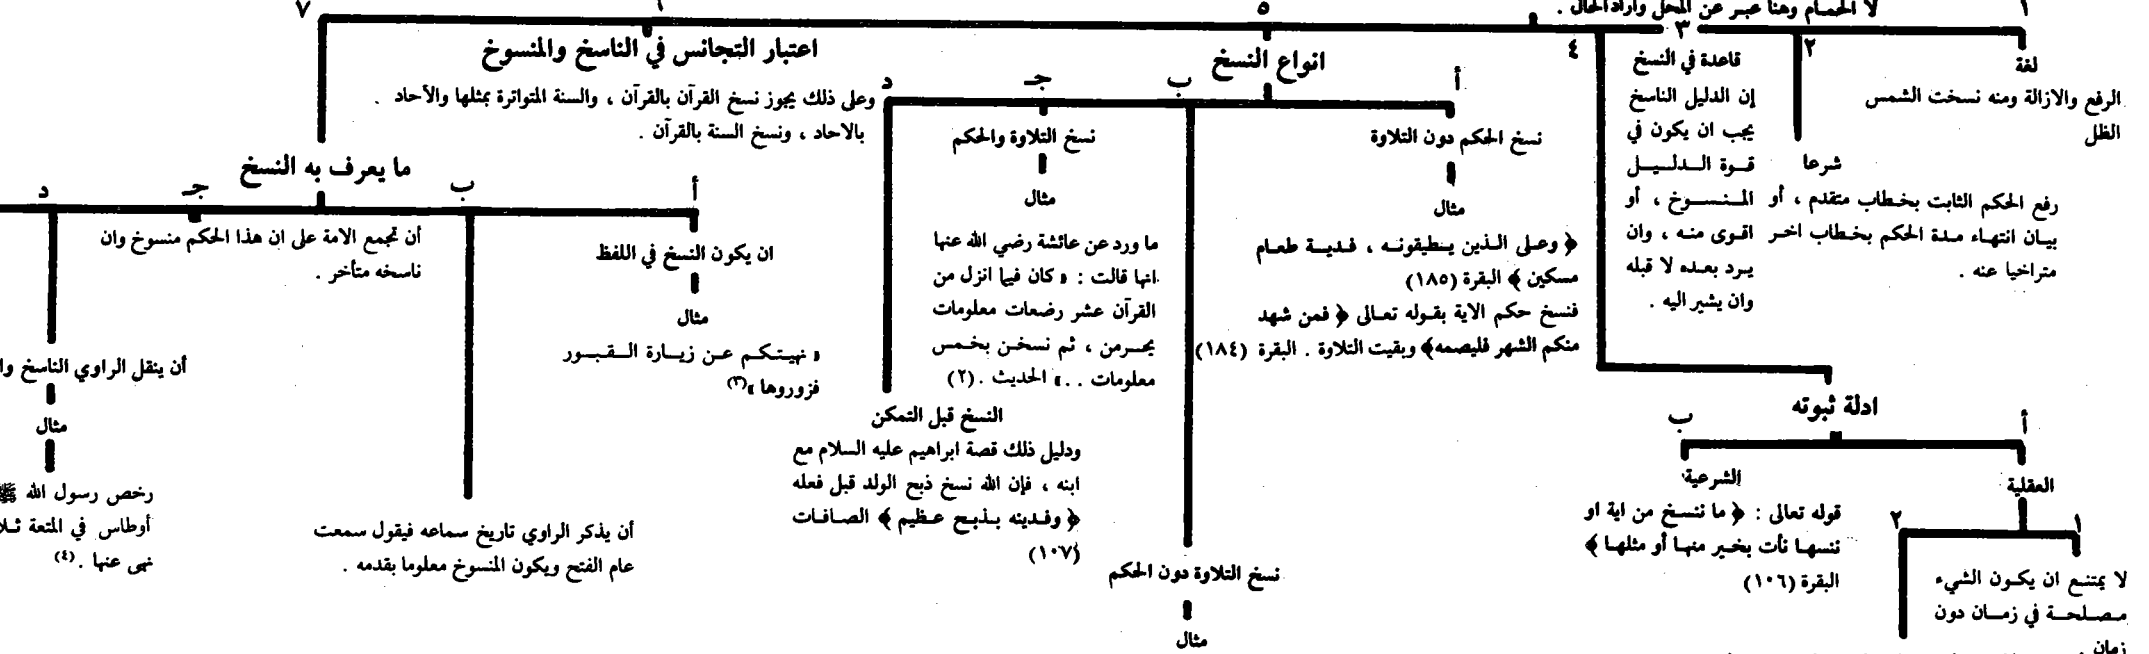 لا الحمام وهنا عبر عن المحل واراد الحال .
١
لغة
الرفع والازالة ومنه نسخت الشمس
الظل
٢
شرعا
رفع الحكم الثابت بخطاب متقدم ، أو
بيان انتهاء مدة الحكم بخطاب اخر
متراخيا عنه .
٣
قاعدة في النسخ
إن الدليل الناسخ
يجب ان يكون في
قوة الدليل
المنسوخ ، أو
اقوى منه ، وان
يرد بعده لا قبله
وان يشير اليه .
٤
ادلة ثبوته
أ
العقلية
١
لا يمتنع ان يكون الشيء
مصلحة في زمان دون
زمان .
٢
ب
الشرعية
قوله تعالى : ﴿ ما ننسخ من اية او
ننسها نأت بخير منها أو مثلها ﴾
البقرة (١٠٦)
٥
انواع النسخ
أ
نسخ الحكم دون التلاوة
مثال
﴿ وعلى الذين يطيقونه ، فدية طعام
مسكين ﴾ البقرة (١٨٥)
فنسخ حكم الاية بقوله تعالى ﴿ فمن شهد
منكم الشهر فليصمه﴾ وبقيت التلاوة . البقرة (١٨٤)
ب
نسخ التلاوة دون الحكم
مثال
جـ
نسخ التلاوة والحكم
مثال
ما ورد عن عائشة رضي الله عنها
انها قالت : « كان فيما انزل من
القرآن عشر رضعات معلومات
يحرمن ، ثم نسخن بخمس
معلومات . . » الحديث . (٢)
د
النسخ قبل التمكن
ودليل ذلك قصة ابراهيم عليه السلام مع
ابنه ، فإن الله نسخ ذبح الولد قبل فعله
﴿ وفدينه بذبح عظيم ﴾ الصافات
(١٠٧)
اعتبار التجانس في الناسخ والمنسوخ
وعلى ذلك يجوز نسخ القرآن بالقرآن ، والسنة المتواترة بمثلها والآحاد .
بالاحاد ، ونسخ السنة بالقرآن .
٧
ما يعرف به النسخ
أ
ان يكون النسخ في اللفظ
مثال
« نهيتكم عن زيارة القبور
فزوروها »(٣)
ب
أن يذكر الراوي تاريخ سماعه فيقول سمعت
عام الفتح ويكون المنسوخ معلوما بقدمه .
جـ
أن تجمع الامة على ان هذا الحكم منسوخ وان
ناسخه متأخر .
د
أن ينقل الراوي الناسخ
مثال
رخص رسول الله ﷺ
أوطاس في المتعة
نهى عنها . (٤)